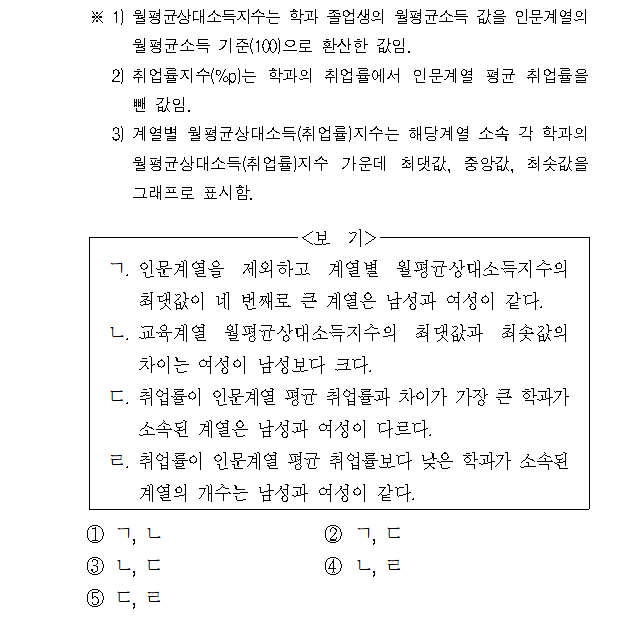 ※ 1) 월평균상대소득지수는 학과 졸업생의 월평균소득 값을 인문계열의
월평균소득 기준(100)으로 환산한 값임.
2) 취업률지수(%p)는 학과의 취업률에서 인문계열 평균 취업률을
뺀 값임.
3) 계열별 월평균상대소득(취업률)지수는 해당계열 소속 각 학과의
월평균상대소득(취업률)지수 가운데 최댓값, 중앙값, 최솟값을
그래프로 표시함.
<보 기>
ㄱ. 인문계열을 제외하고 계열별 월평균상대소득지수의
최댓값이 네 번째로 큰 계열은 남성과 여성이 같다.
ㄴ. 교육계열 월평균상대소득지수의 최댓값과 최솟값의
차이는 여성이 남성보다 크다.
ㄷ. 취업률이 인문계열 평균 취업률과 차이가 가장 큰 학과가
소속된 계열은 남성과 여성이 다르다.
ㄹ. 취업률이 인문계열 평균 취업률보다 낮은 학과가 소속된
계열의 개수는 남성과 여성이 같다.
① ㄱ, ㄴ ② ㄱ, ㄷ
③ ㄴ, ㄷ ④ ㄴ, ㄹ
⑤ ㄷ, ㄹ